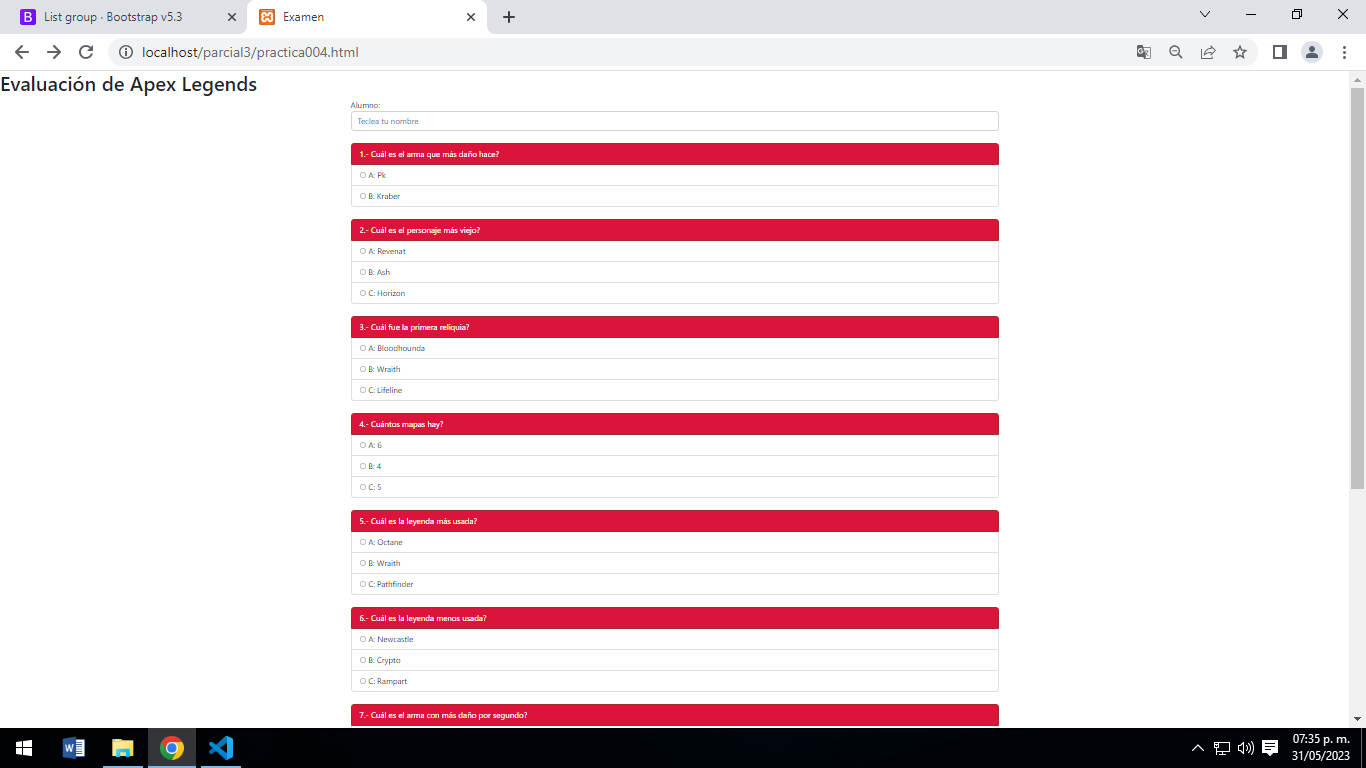 List group · Bootstrap v5.3
Examen
localhost/parcial3/practica004.html
Evaluación de Apex Legends
Alumno:
Teclea tu nombre
1.- Cuál es el arma que más daño hace?
A: Pk
B: Kraber
2.- Cuál es el personaje más viejo?
A: Revenat
B: Ash
C: Horizon
3.- Cuál fue la primera reliquia?
A: Bloodhounda
B: Wraith
C: Lifeline
4.- Cuántos mapas hay?
A: 6
B: 4
C: 5
5.- Cuál es la leyenda más usada?
A: Octane
B: Wraith
C: Pathfinder
6.- Cuál es la leyenda menos usada?
A: Newcastle
B: Crypto
C: Rampart
7.- Cuál es el arma con más daño por segundo?
07:35 p. m.
31/05/2023